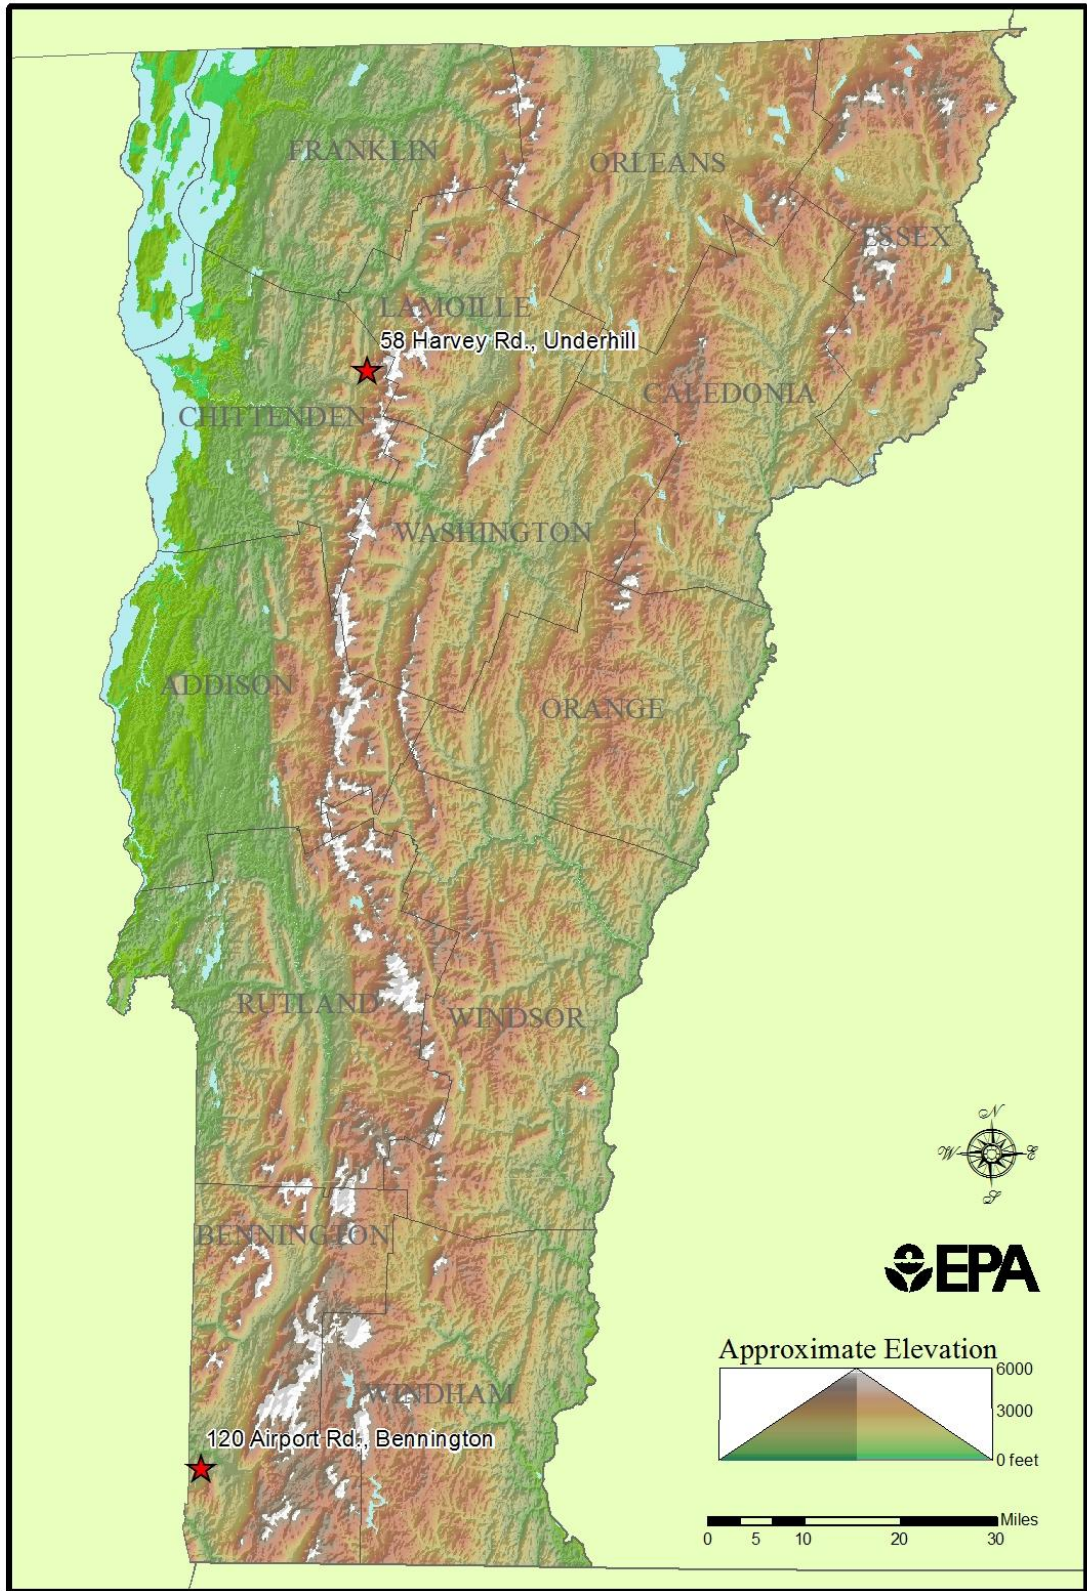 FRANKLIN
ORLEANS
ESSEX
LAMOILLE
58 Harvey Rd., Underhill
CALEDONIA
CHITTENDEN
WASHINGTON
ADDISON
ORANGE
RUTLAND
WINDSOR
N
W E
S
BENNINGTON
EPA
Approximate Elevation
6000
3000
0 feet
WINDHAM
120 Airport Rd., Bennington
Miles
0 5 10 20 30